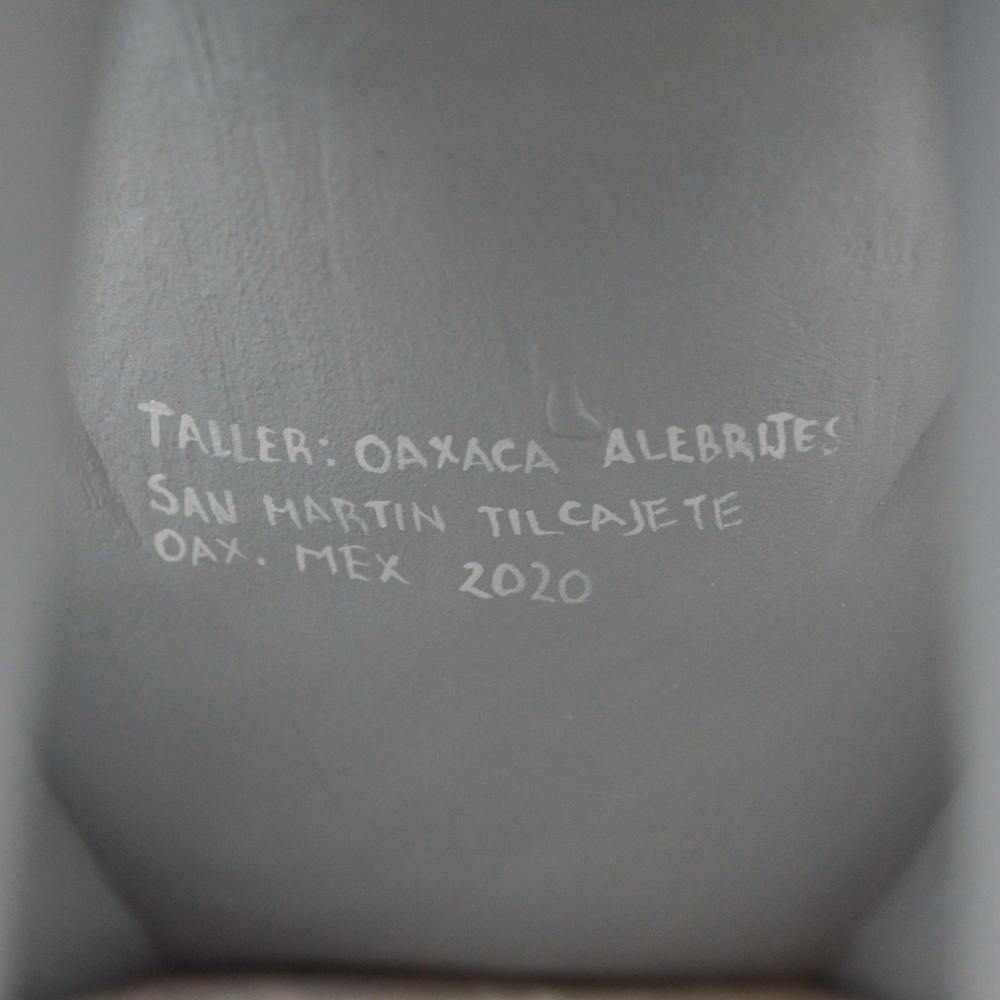 TALLER: OAXACA ALEBRIJES
SAN MARTIN TILCAJETE
OAX. MEX 2020